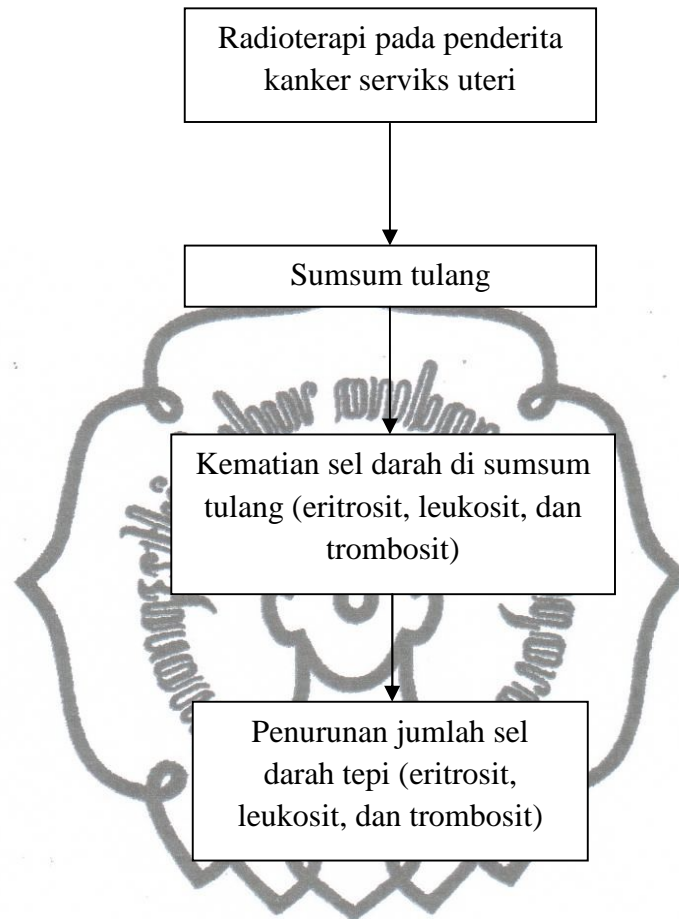 Radioterapi pada penderita
kanker serviks uteri
Sumsum tulang
Kematian sel darah di sumsum
tulang (eritrosit, leukosit, dan
trombosit)
Penurunan jumlah sel
darah tepi (eritrosit,
leukosit, dan trombosit)